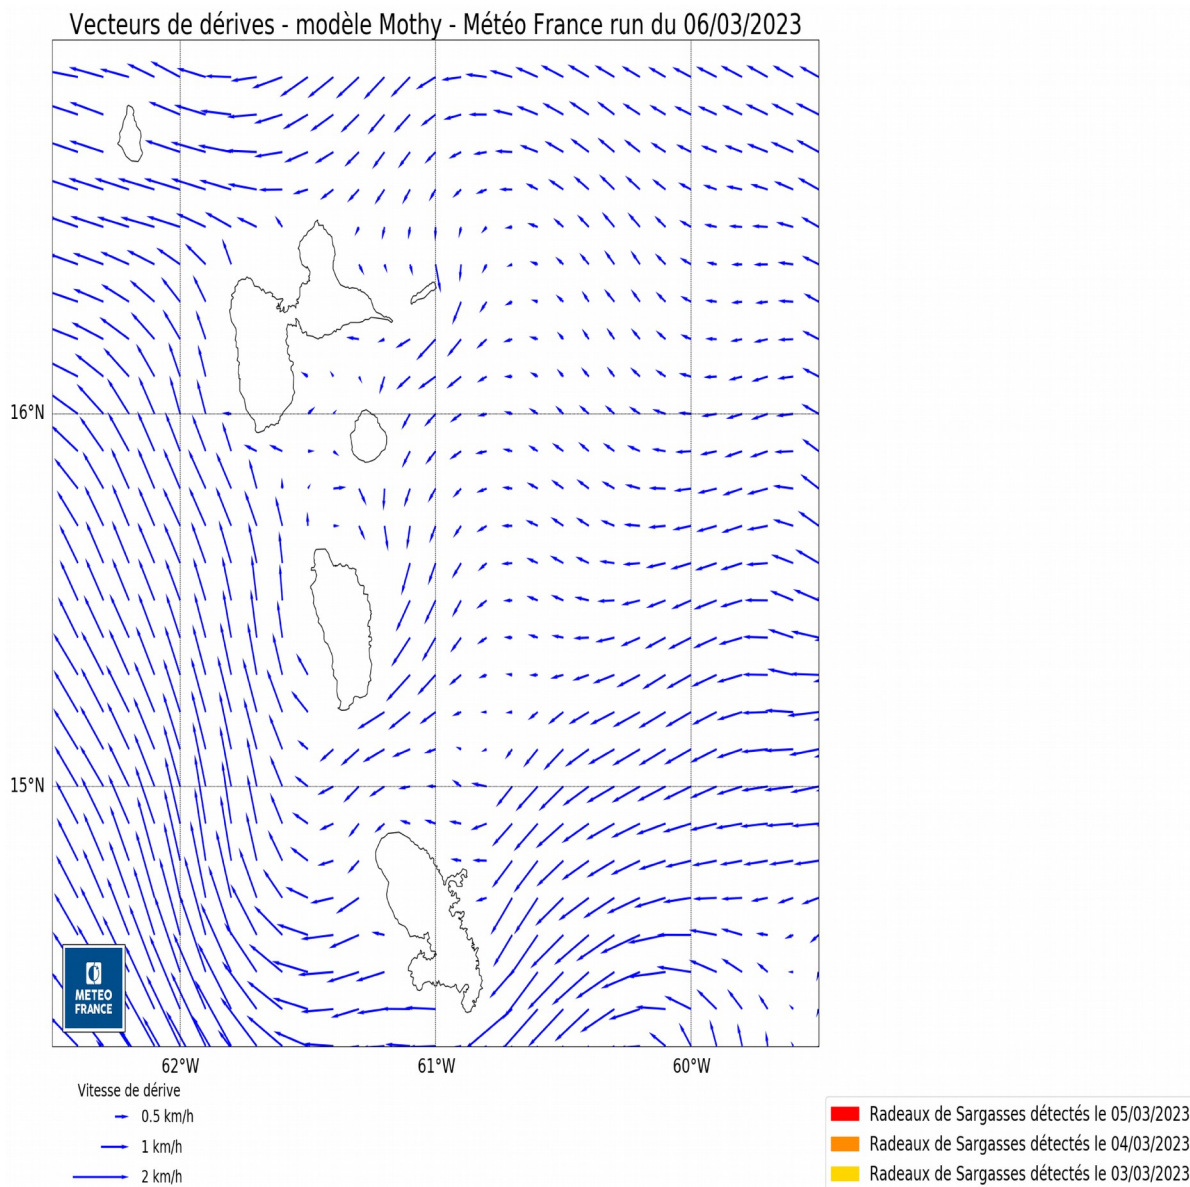 Vecteurs de dérives - modèle Mothy - Météo France run du 06/03/2023
16°N
15°N
METEO
FRANCE
62°W
61°W
60°W
Vitesse de dérive
0.5 km/h
1 km/h
2 km/h
Radeaux de Sargasses détectés le 05/03/2023
Radeaux de Sargasses détectés le 04/03/2023
Radeaux de Sargasses détectés le 03/03/2023